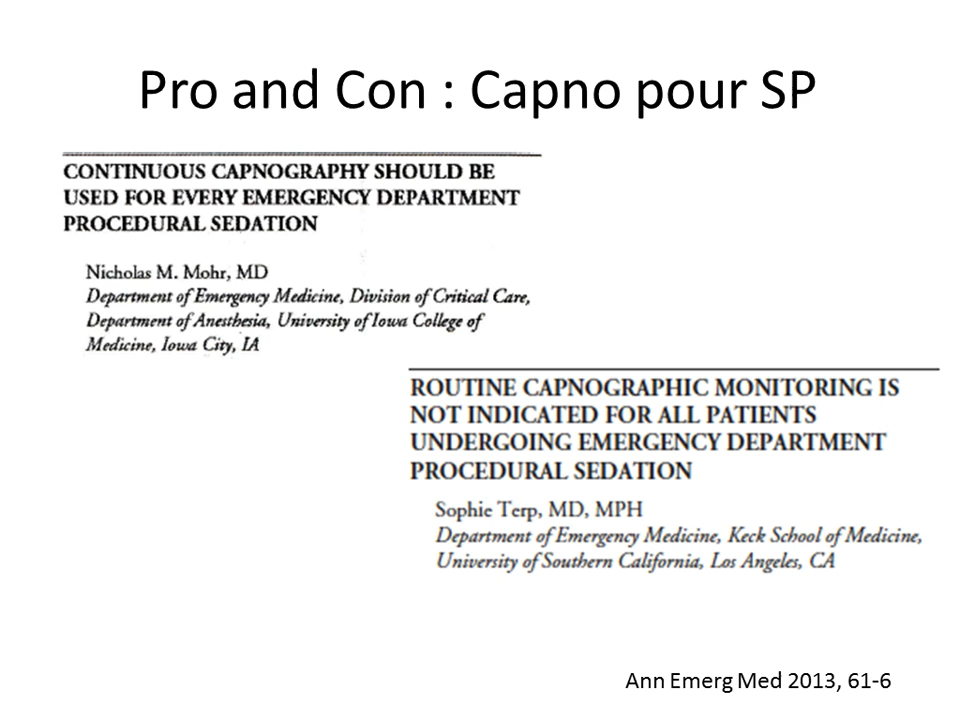 Pro and Con : Capno pour SP
CONTINUOUS CAPNOGRAPHY SHOULD BE
USED FOR EVERY EMERGENCY DEPARTMENT
PROCEDURAL SEDATION
Nicholas M. Mohr, MD
Department of Emergency Medicine, Division of Critical Care,
Department of Anesthesia, University of Iowa College of
Medicine, Iowa City, IA
ROUTINE CAPNOGRAPHIC MONITORING IS
NOT INDICATED FOR ALL PATIENTS
UNDERGOING EMERGENCY DEPARTMENT
PROCEDURAL SEDATION
Sophie Terp, MD, MPH
Department of Emergency Medicine, Keck School of Medicine,
University of Southern California, Los Angeles, CA
Ann Emerg Med 2013, 61-6